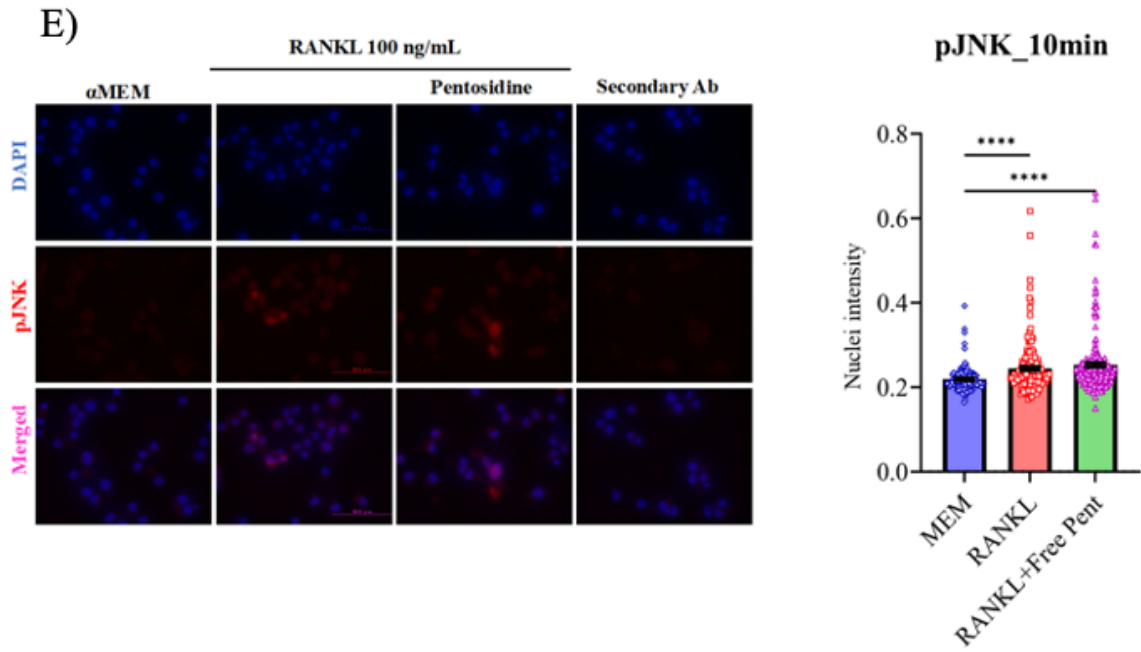 E)
RANKL 100 ng/mL
αMEM
Pentosidine
Secondary Ab
DAPI
pJNK
Merged
pJNK_10min
Nuclei intensity
0.8
0.6
0.4
0.2
0.0
****
****
MEM
RANKL
RANKL+Free Pent